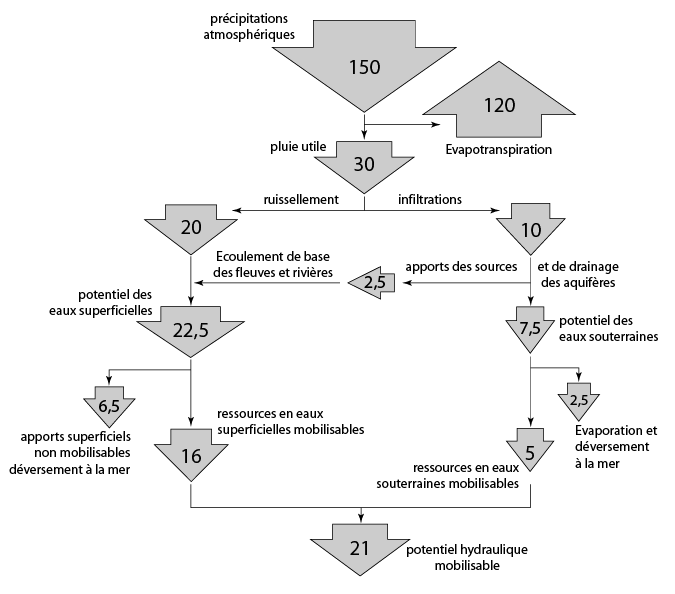 précipitations
atmosphériques
150
120
Evapotranspiration
pluie utile
30
ruissellement
infiltrations
20
10
Ecoulement de base
des fleuves et rivières
2,5
apports des sources
et de drainage
des aquifères
potentiel des
eaux superficielles
22,5
7,5
potentiel des
eaux souterraines
6,5
apports superficiels
non mobilisables
déversement à la mer
ressources en eaux
superficielles mobilisables
16
2,5
Evaporation et
déversement
à la mer
5
ressources en eaux
souterraines mobilisables
21
potentiel hydraulique
mobilisable